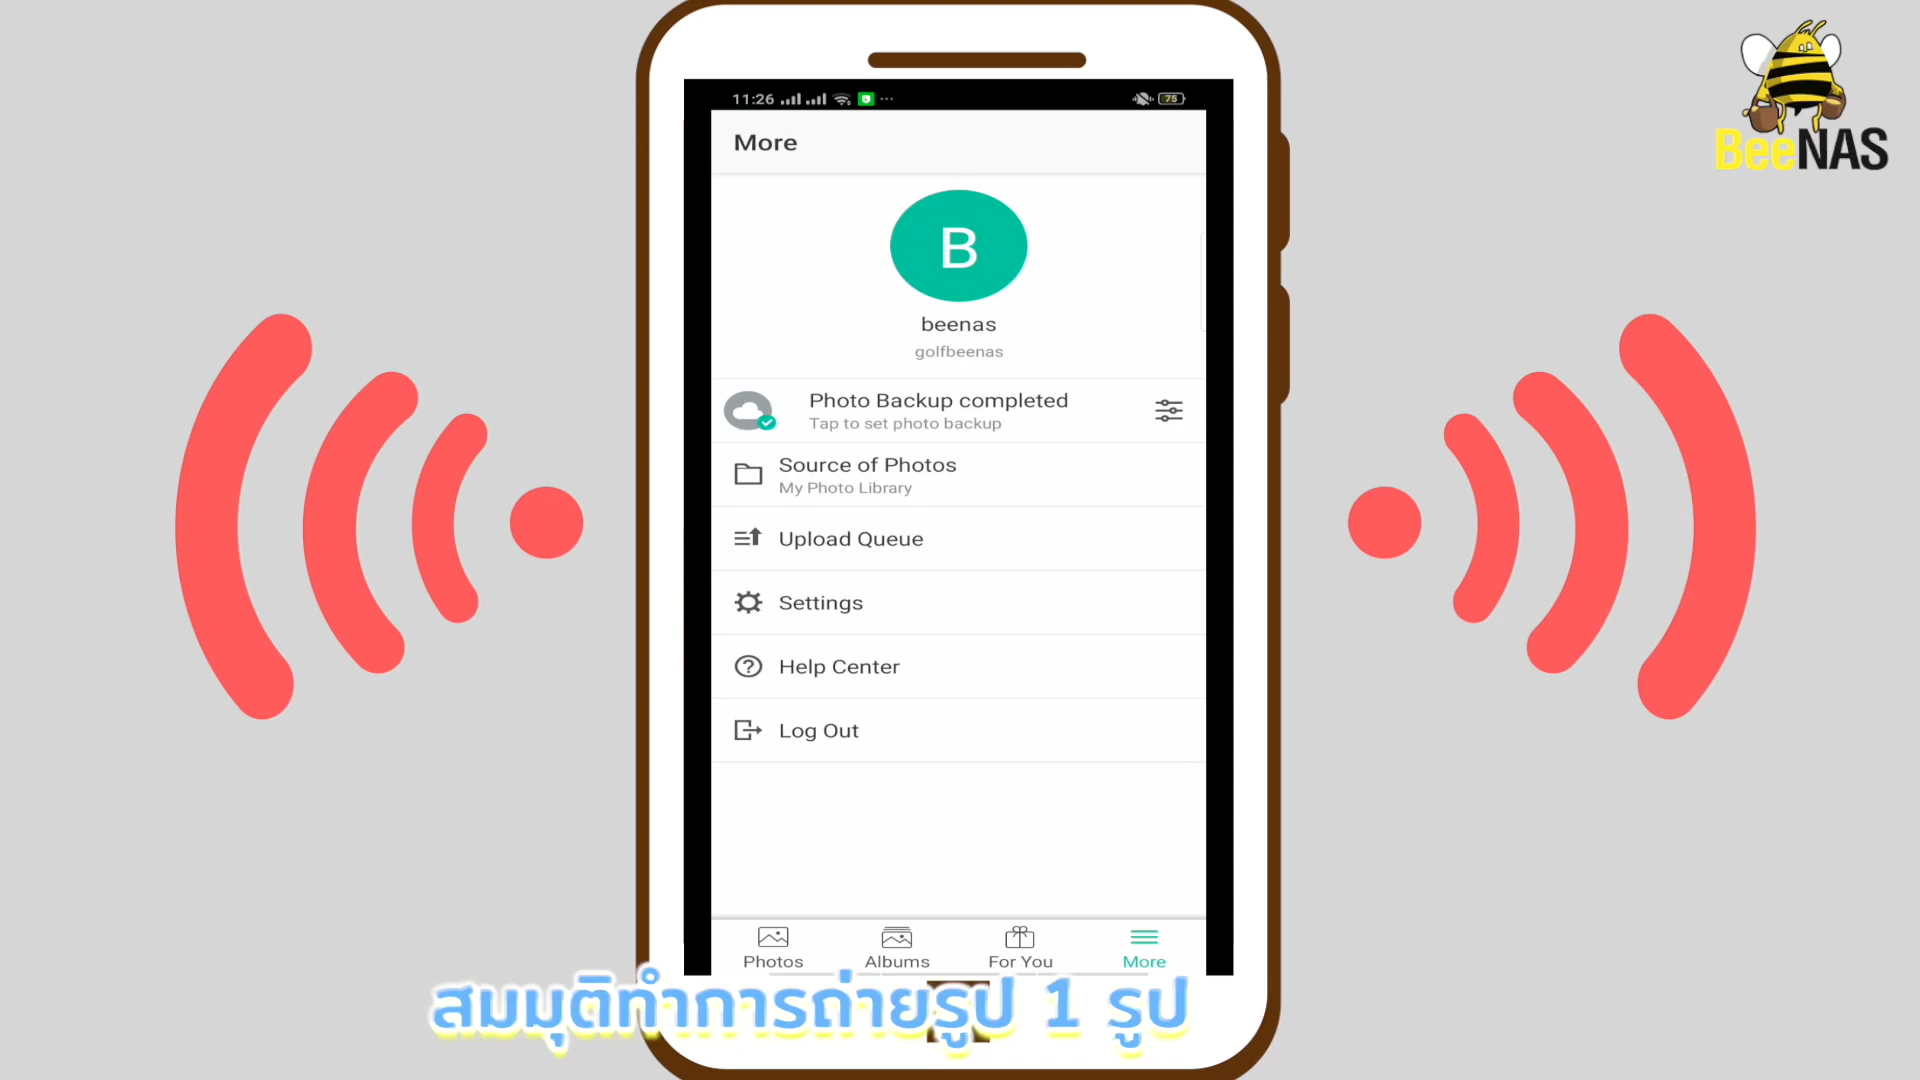 11:26
75
BeeNAS
More
B
beenas
golfbeenas
Photo Backup completed
Tap to set photo backup
Source of Photos
My Photo Library
Upload Queue
Settings
Help Center
Log Out
Photos Albums For You More
สมมุติทำการถ่ายรูป 1 รูป